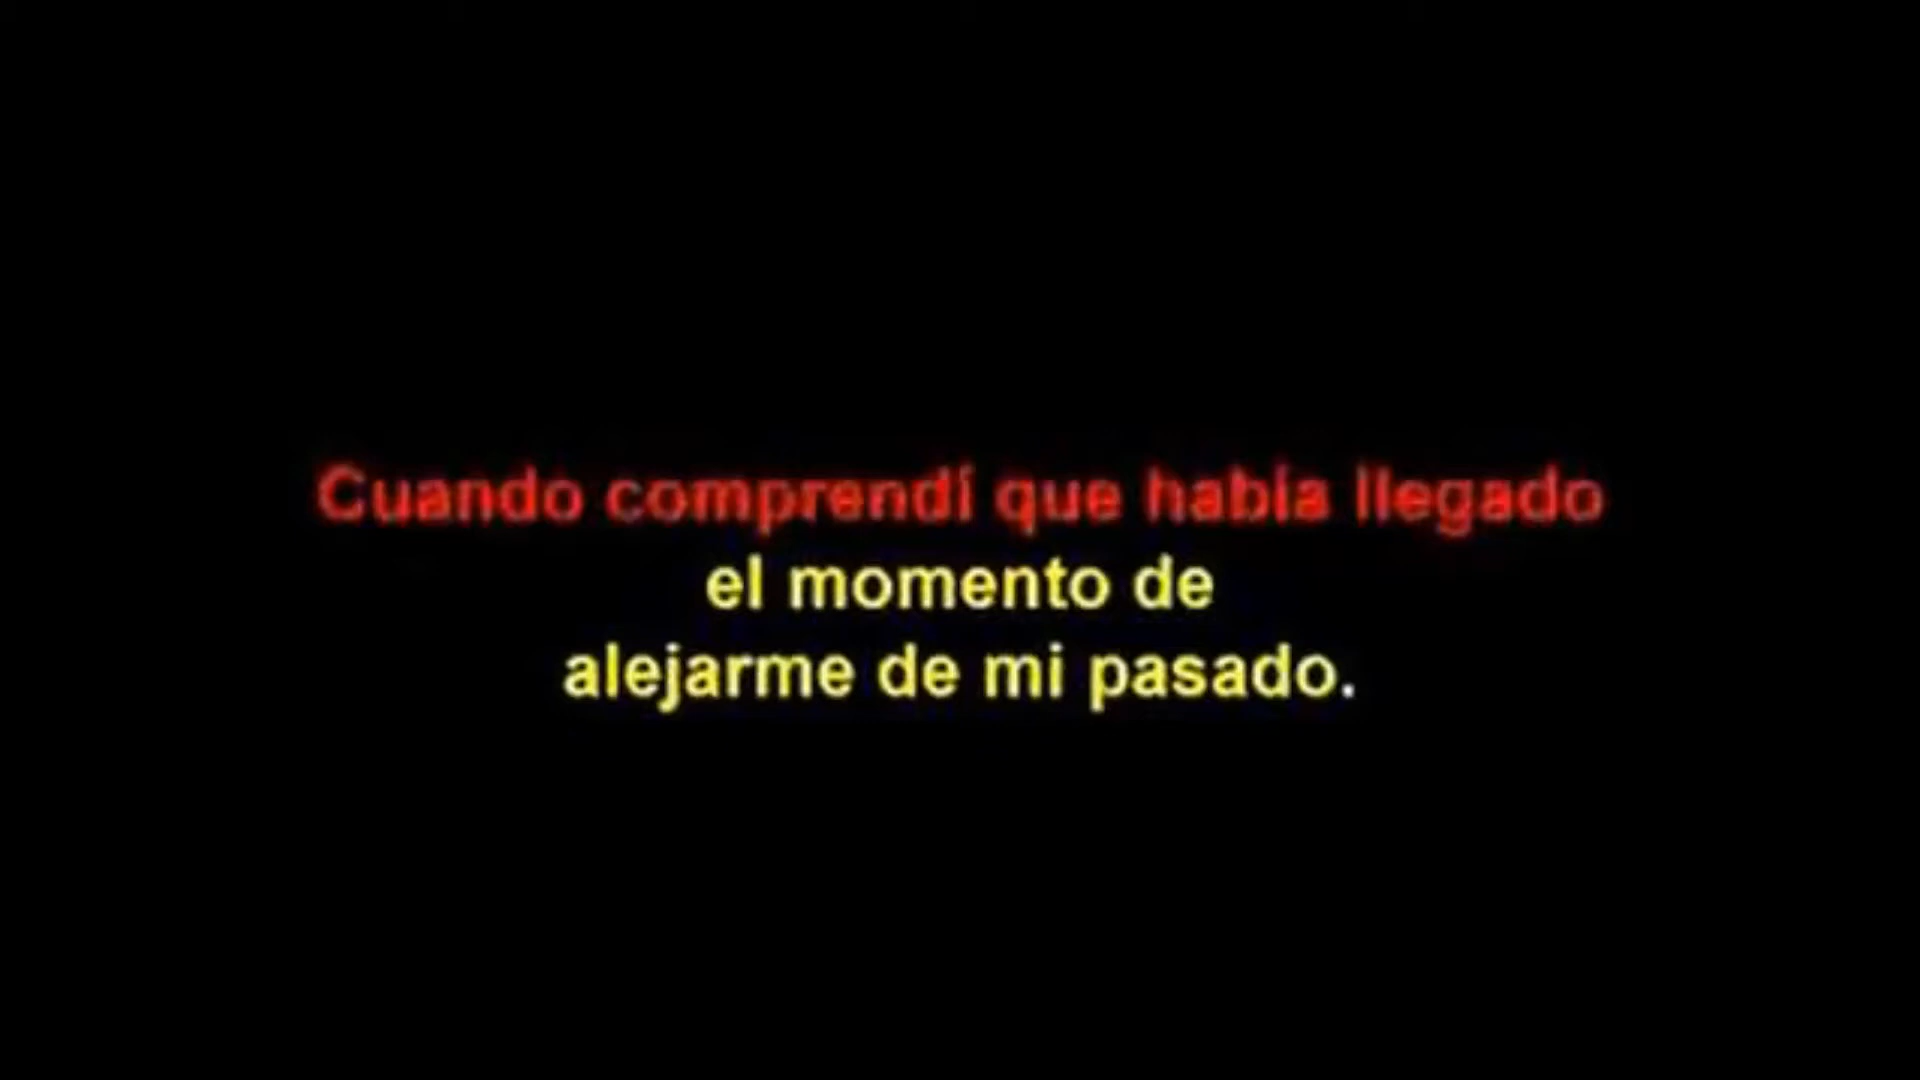 Cuando comprendí que había llegado
el momento de
alejarme de mi pasado.